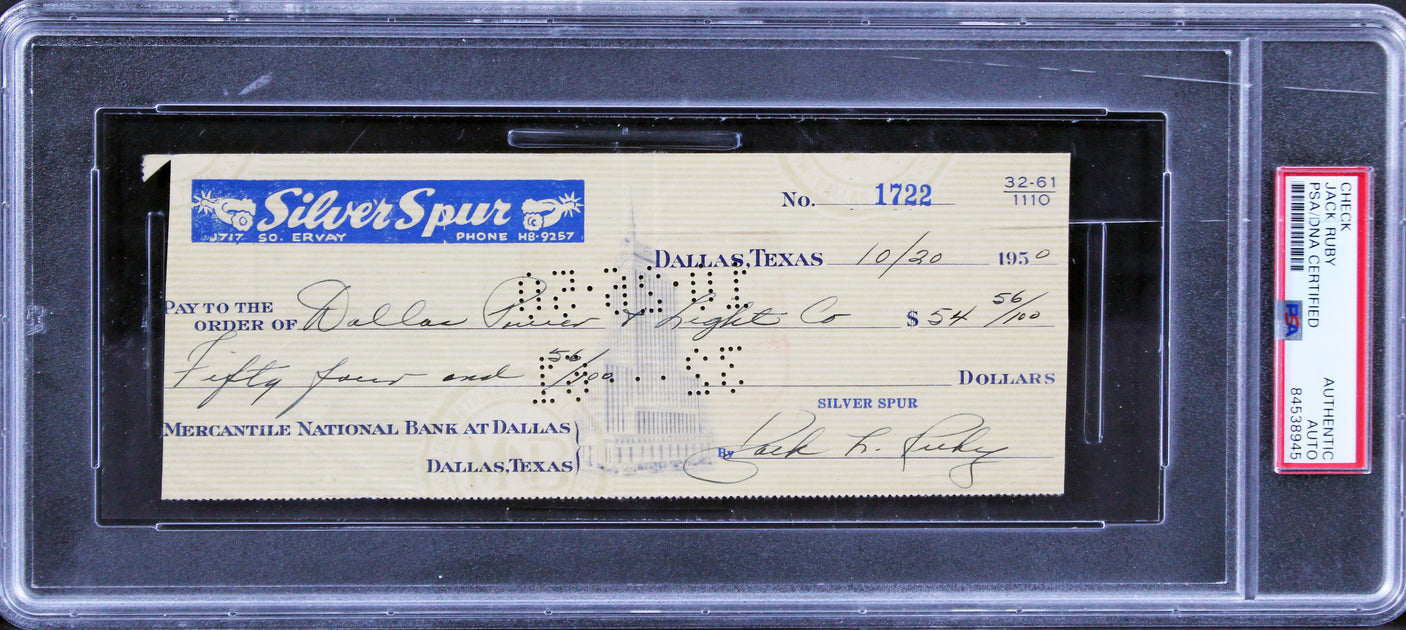 Silver Spur
1717 SO. ERVAY PHONE HB-9257
No. 1722
32-61
1110
DALLAS, TEXAS 10/20 1950
PAY TO THE
ORDER OF Dallas Power & Light Co $ 54 56/100
Fifty four and 56/100 DOLLARS
SILVER SPUR
MERCANTILE NATIONAL BANK AT DALLAS
DALLAS, TEXAS
By Jack L. Ruby
CHECK
JACK RUBY
PSA/DNA CERTIFIED
PSA
AUTHENTIC
AUTO
84538945